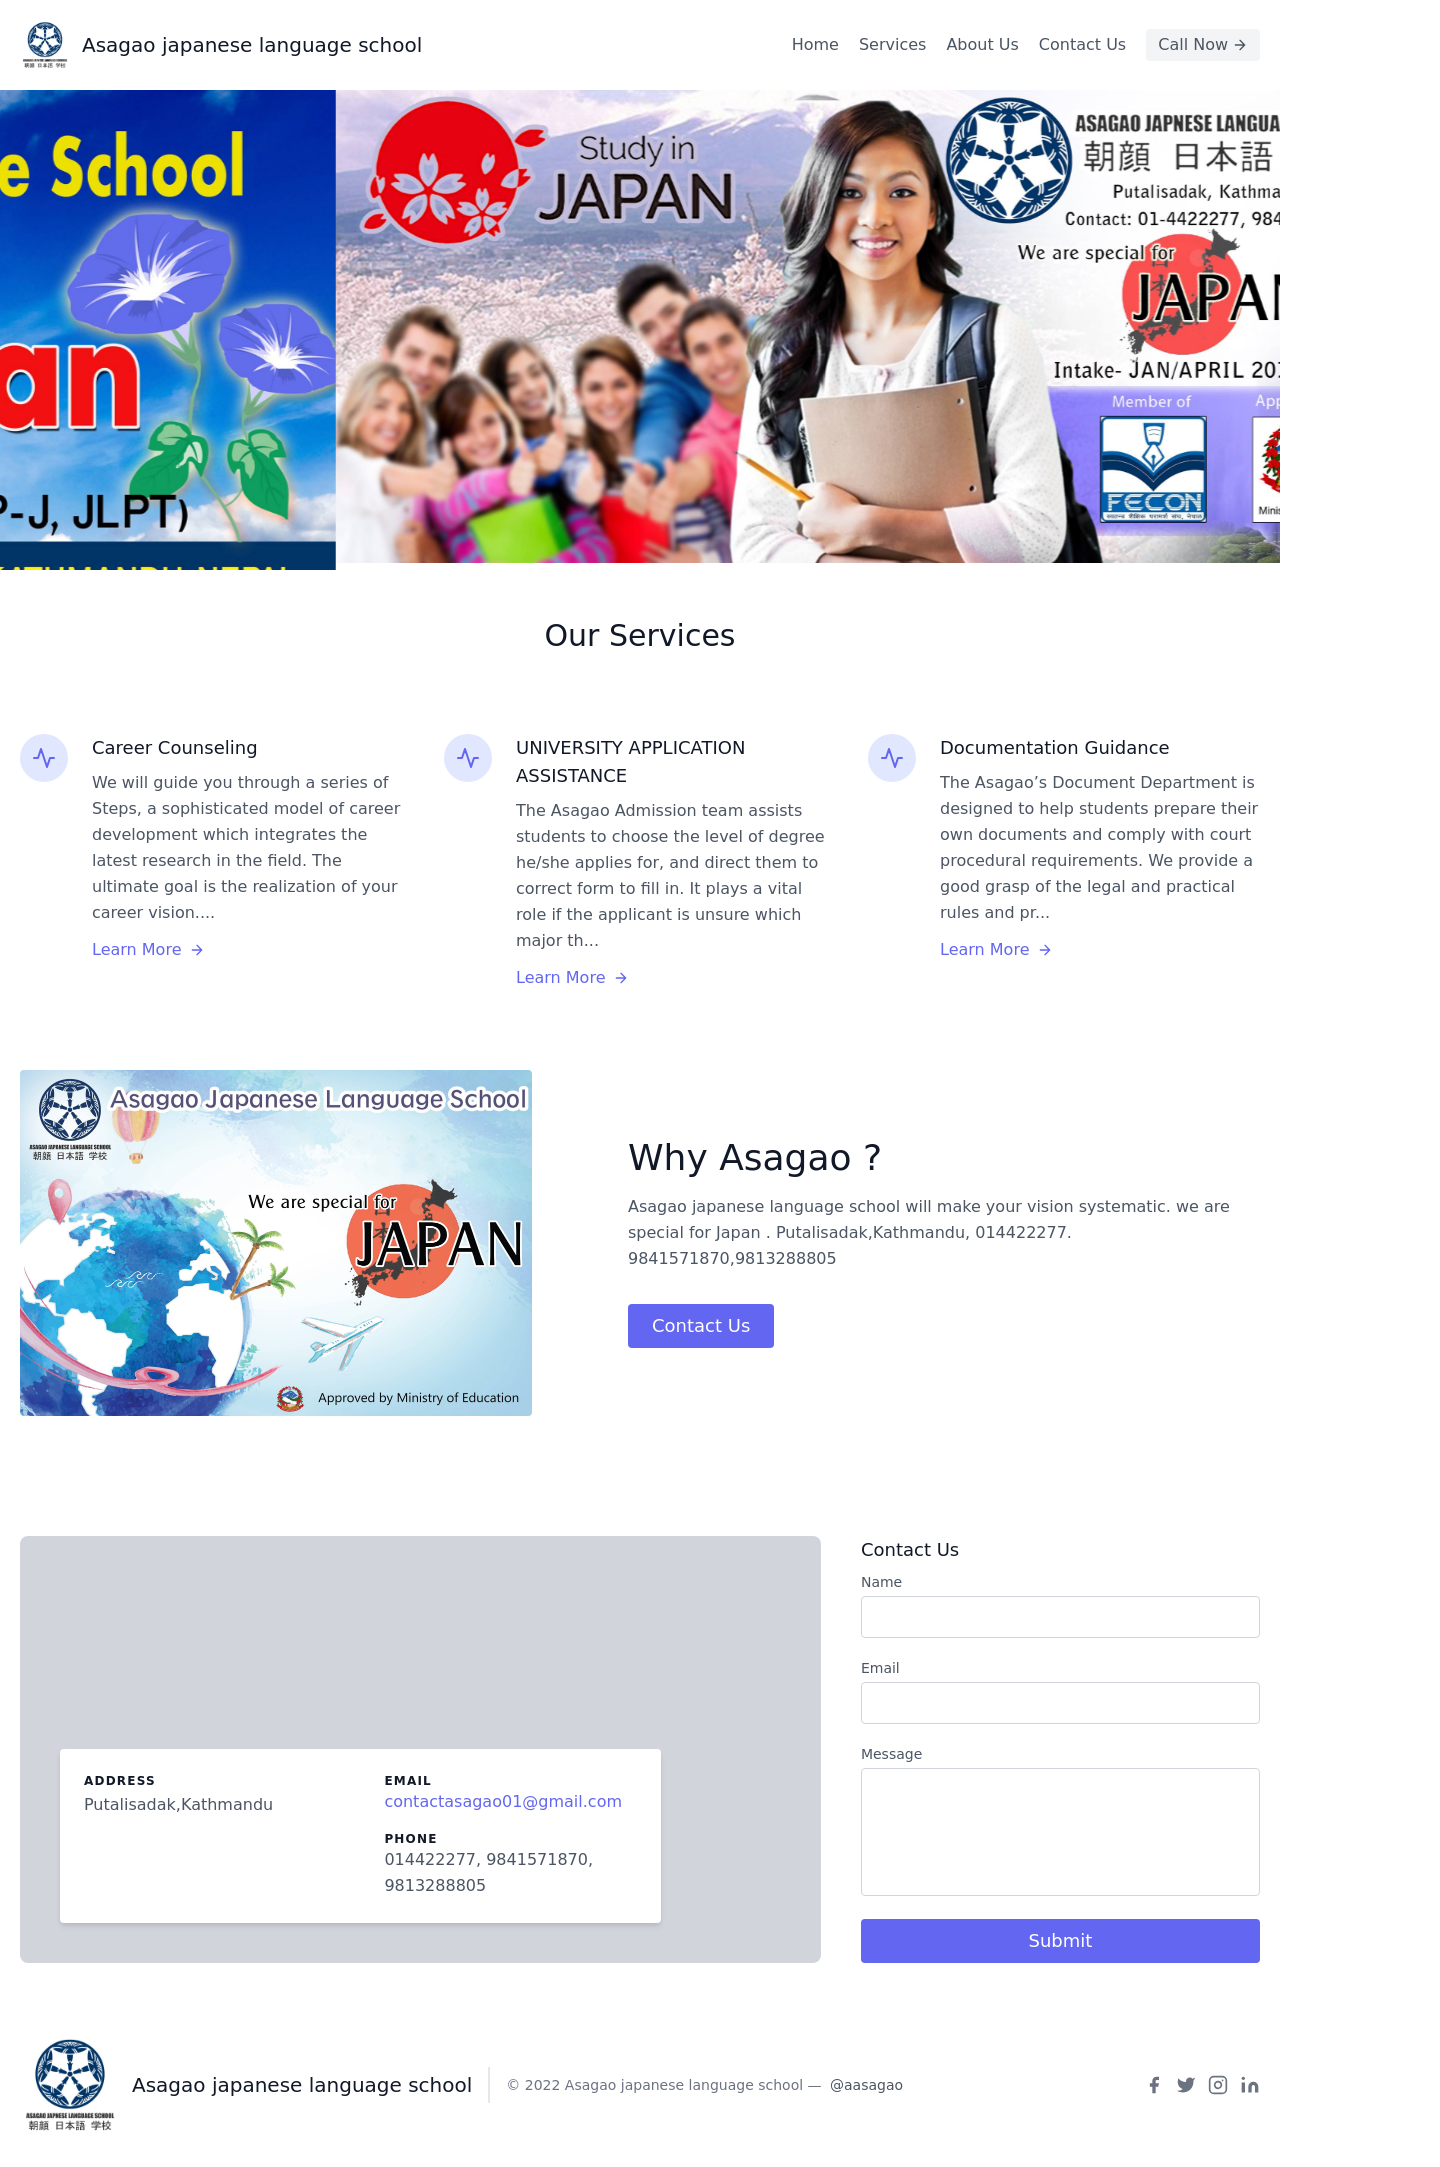 Asagao japanese language school
Home Services About Us Contact Us Call Now
e School
an
P-J, JLPT)
KATHMANDU, NEPAL
Study in
JAPAN
ASAGAO JAPNESE LANGUA
朝顔 日本語
Putalisadak, Kathma
Contact: 01-4422277, 984
We are special for
JAPAN
Intake- JAN/APRIL 20
Member of
App
FECON
Minis
Our Services
Career Counseling
We will guide you through a series of
Steps, a sophisticated model of career
development which integrates the
latest research in the field. The
ultimate goal is the realization of your
career vision....
Learn More
UNIVERSITY APPLICATION
ASSISTANCE
The Asagao Admission team assists
students to choose the level of degree
he/she applies for, and direct them to
correct form to fill in. It plays a vital
role if the applicant is unsure which
major th...
Learn More
Documentation Guidance
The Asagao’s Document Department is
designed to help students prepare their
own documents and comply with court
procedural requirements. We provide a
good grasp of the legal and practical
rules and pr...
Learn More
Asagao Japanese Language School
ASAGAO JAPANESE LANGUAGE SCHOOL
朝顔 日本語 学校
We are special for
JAPAN
Approved by Ministry of Education
Why Asagao ?
Asagao japanese language school will make your vision systematic. we are
special for Japan . Putalisadak,Kathmandu, 014422277.
9841571870,9813288805
Contact Us
ADDRESS
Putalisadak,Kathmandu
EMAIL
contactasagao01@gmail.com
PHONE
014422277, 9841571870,
9813288805
Contact Us
Name
Email
Message
Submit
ASAGAO JAPANESE LANGUAGE SCHOOL
朝顔 日本語 学校
Asagao japanese language school
© 2022 Asagao japanese language school — @aasagao